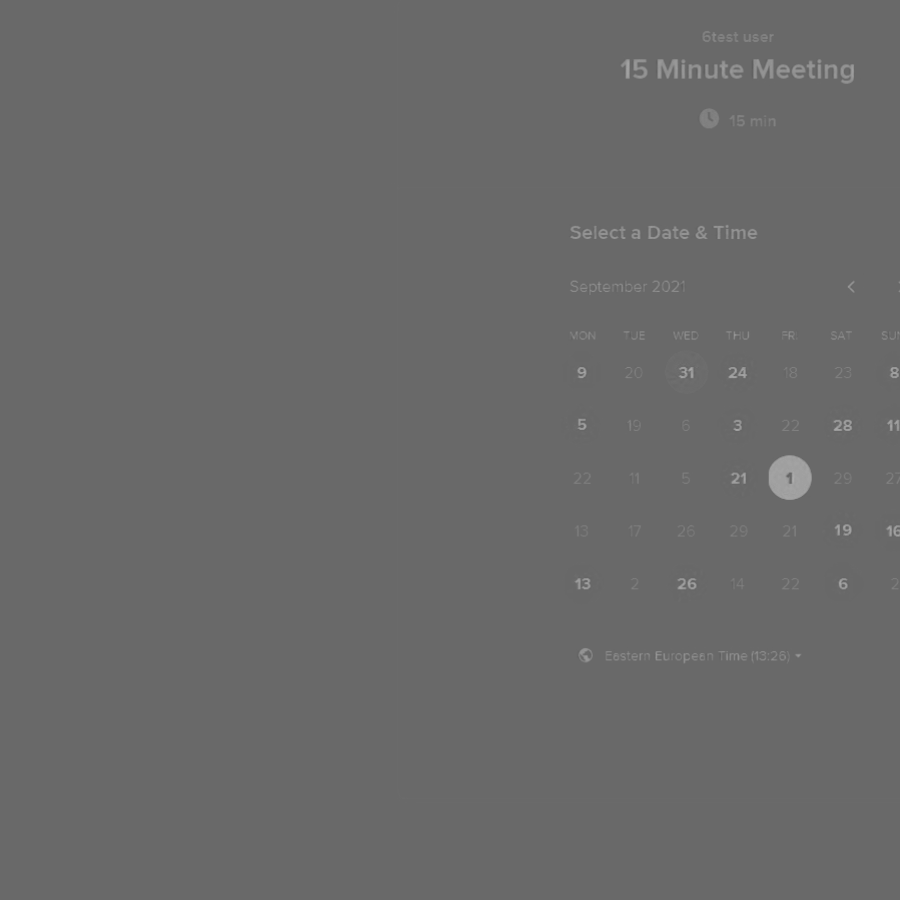 6test user
15 Minute Meeting
15 min
Select a Date & Time
September 2021
MON TUE WED THU FRI SAT SUN
9 20 31 24 18 23 8
5 19 6 3 22 28 11
22 11 5 21 1 29 27
13 17 26 29 21 19 16
13 2 26 14 22 6 2
Eastern European Time (13:26)